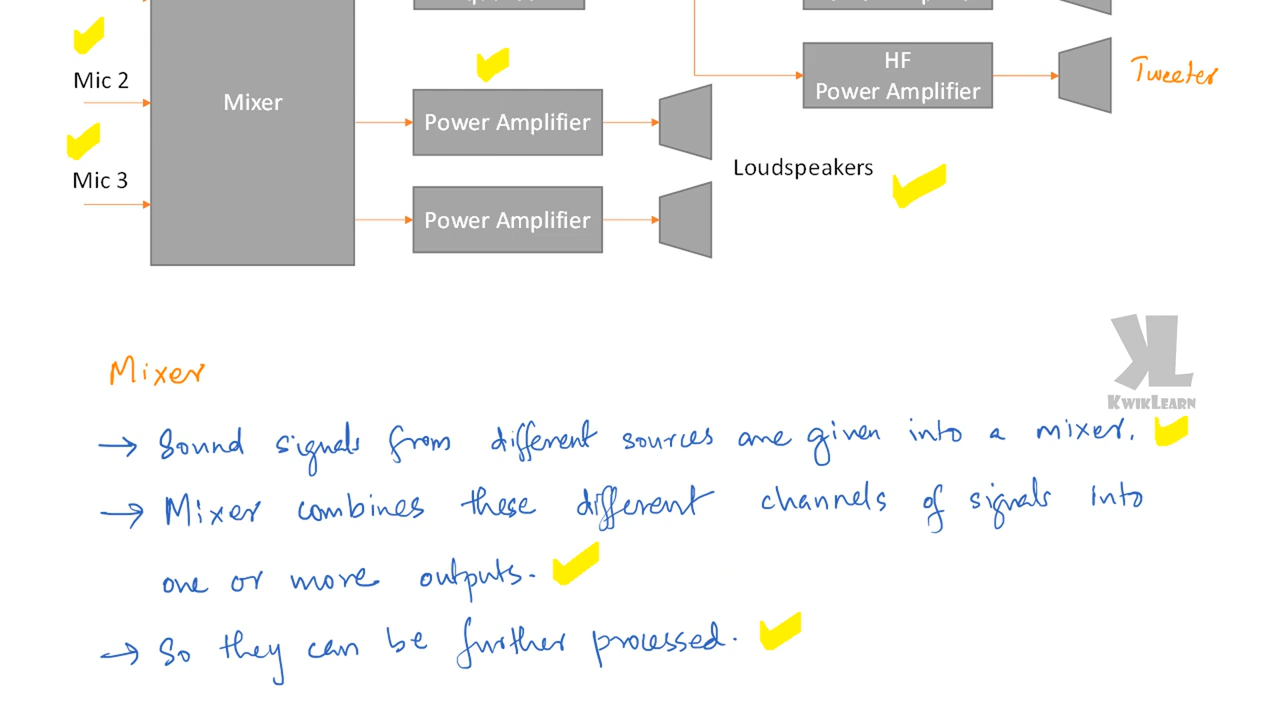 Mic 2
Mic 3
Mixer
Power Amplifier
Power Amplifier
HF
Power Amplifier
Tweeter
Loudspeakers
KwikLearn
Mixer
→ Sound signals from different sources are given into a mixer.
→ Mixer combines these different channels of signals into
one or more outputs.
→ So they can be further processed.